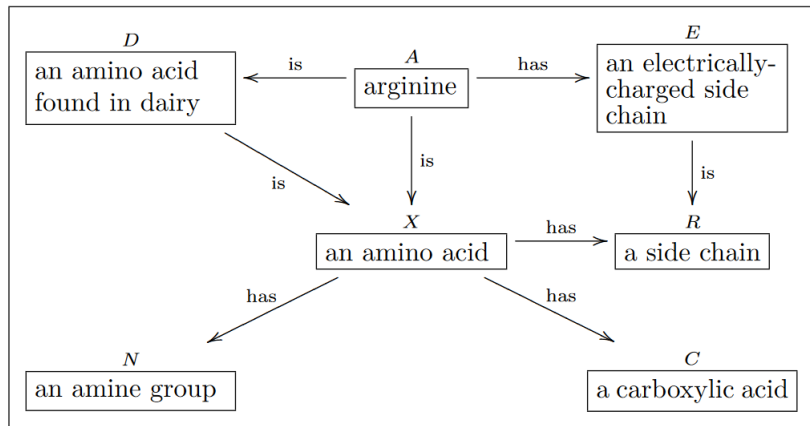 D
an amino acid
found in dairy
is
A
arginine
has
E
an electrically-
charged side
chain
is
is
is
X
an amino acid
has
R
a side chain
has
has
N
an amine group
C
a carboxylic acid